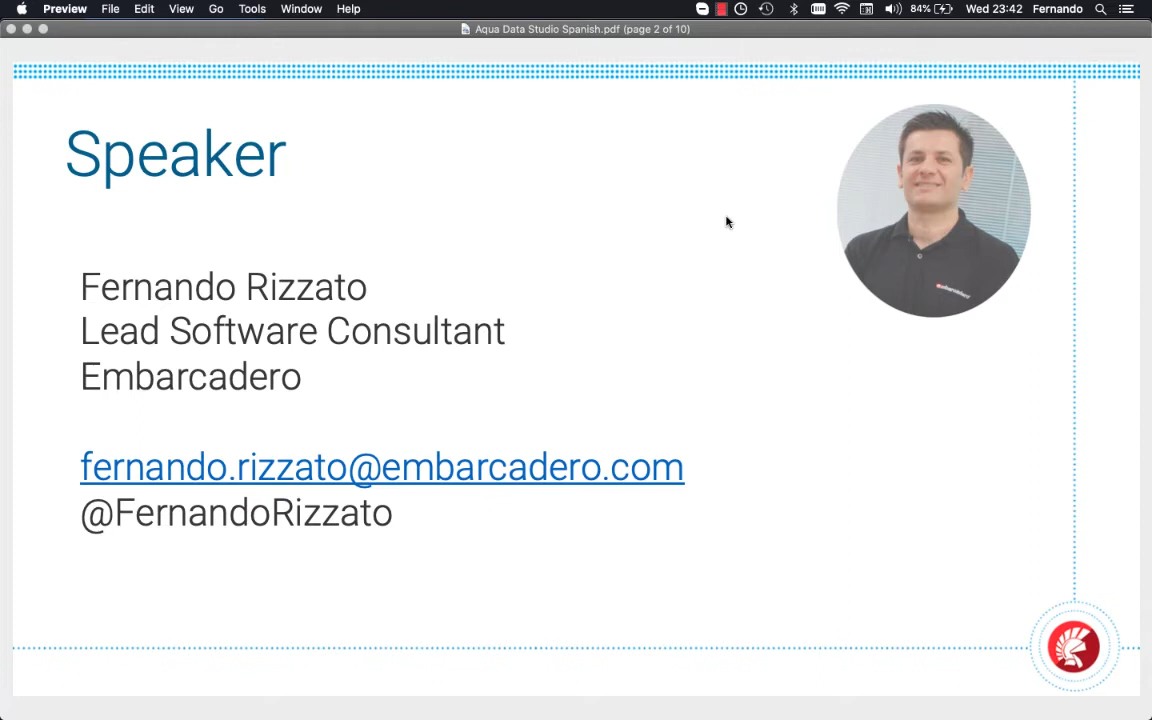 Preview File Edit View Go Tools Window Help 84% Wed 23:42 Fernando
Aqua Data Studio Spanish.pdf (page 2 of 10)
Speaker
Fernando Rizzato
Lead Software Consultant
Embarcadero
fernando.rizzato@embarcadero.com
@FernandoRizzato
embarcadero